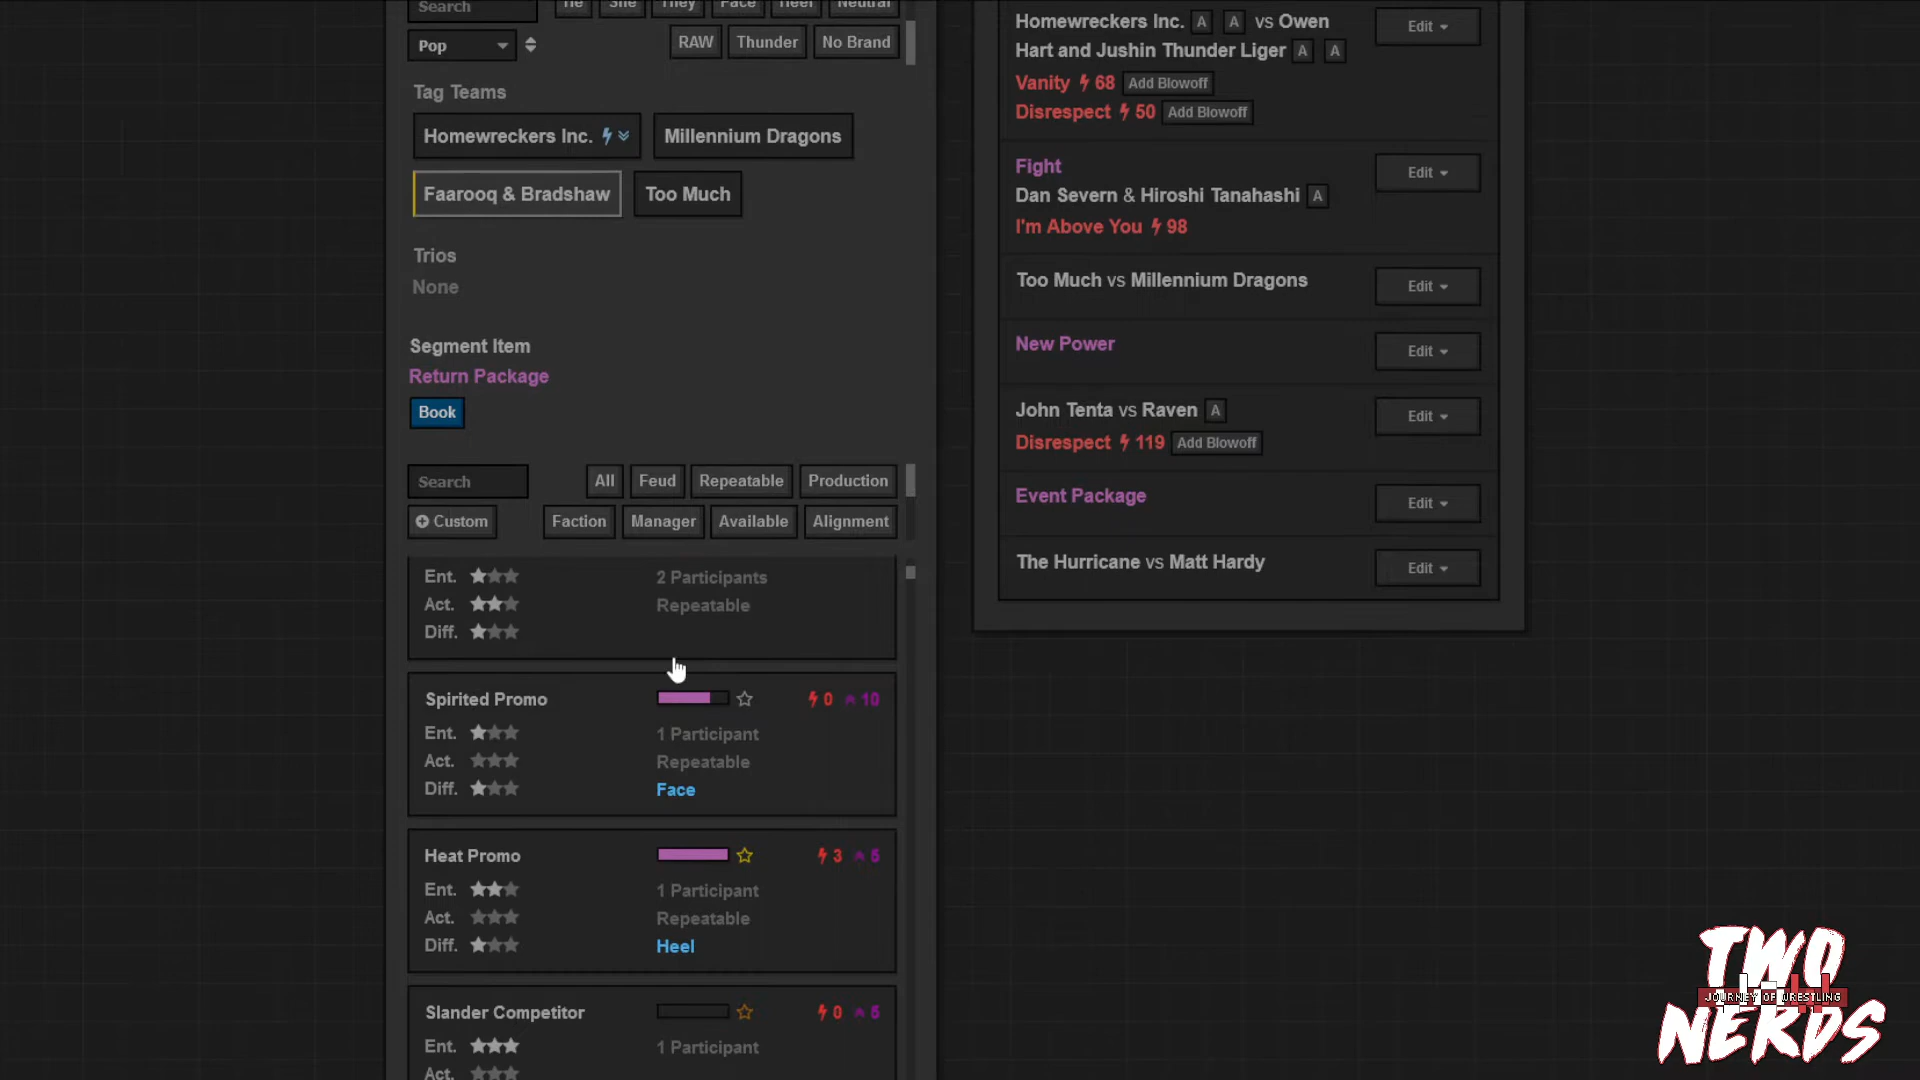 Search
He
She
They
Face
Heel
Neutral
Pop
RAW
Thunder
No Brand
Tag Teams
Homewreckers Inc.
Millennium Dragons
Faarooq & Bradshaw
Too Much
Trios
None
Segment Item
Return Package
Book
Search
All
Feud
Repeatable
Production
Custom
Faction
Manager
Available
Alignment
Ent.
2 Participants
Act.
Repeatable
Diff.
Spirited Promo
0
10
Ent.
1 Participant
Act.
Repeatable
Diff.
Face
Heat Promo
3
5
Ent.
1 Participant
Act.
Repeatable
Diff.
Heel
Slander Competitor
0
5
Ent.
1 Participant
Act.
Homewreckers Inc. A A vs Owen
Hart and Jushin Thunder Liger A A
Edit
Vanity 68 Add Blowoff
Disrespect 50 Add Blowoff
Fight
Edit
Dan Severn & Hiroshi Tanahashi A
I'm Above You 98
Too Much vs Millennium Dragons
Edit
New Power
Edit
John Tenta vs Raven A
Edit
Disrespect 119 Add Blowoff
Event Package
Edit
The Hurricane vs Matt Hardy
Edit
TWO
JOURNEY OF WRESTLING
NERDS